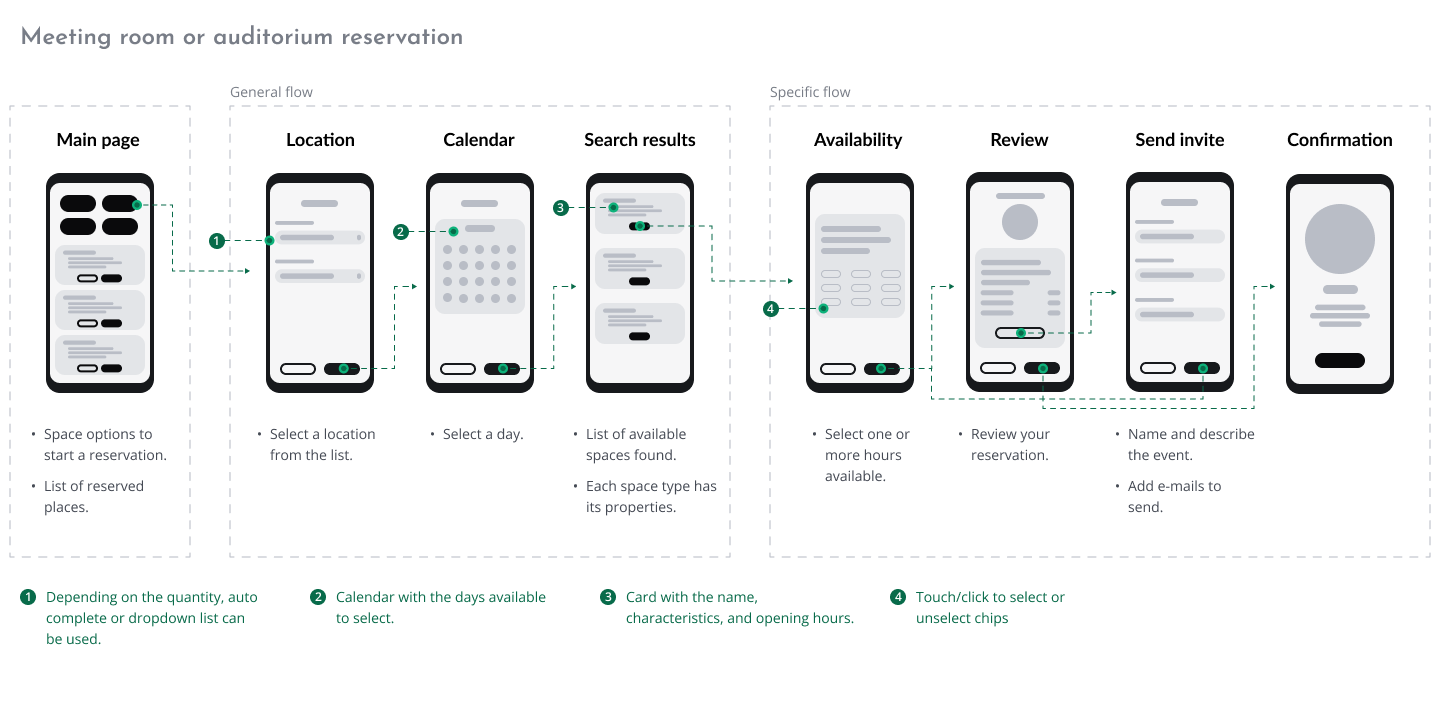 Meeting room or auditorium reservation
General flow
Specific flow
Main page
Location
Calendar
Search results
Availability
Review
Send invite
Confirmation
3
2
1
4
• Space options to
start a reservation.
• List of reserved
places.
• Select a location
from the list.
• Select a day.
• List of available
spaces found.
• Each space type has
its properties.
• Select one or
more hours
available.
• Review your
reservation.
• Name and describe
the event.
• Add e-mails to
send.
1 Depending on the quantity, auto
complete or dropdown list can
be used.
2 Calendar with the days available
to select.
3 Card with the name,
characteristics, and opening hours.
4 Touch/click to select or
unselect chips